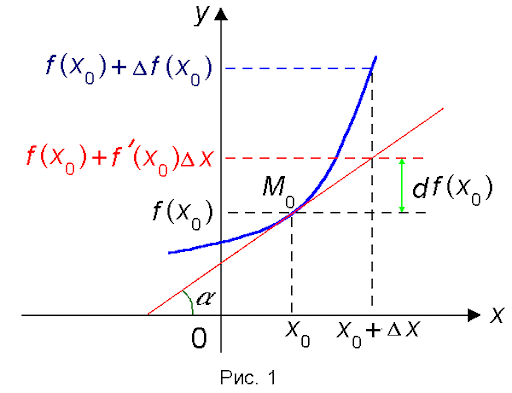 y
f(x₀)+Δf(x₀)
f(x₀)+f′(x₀)Δx
M₀
f(x₀)
df(x₀)
α
0
x₀
x₀+Δx
x
Рис. 1